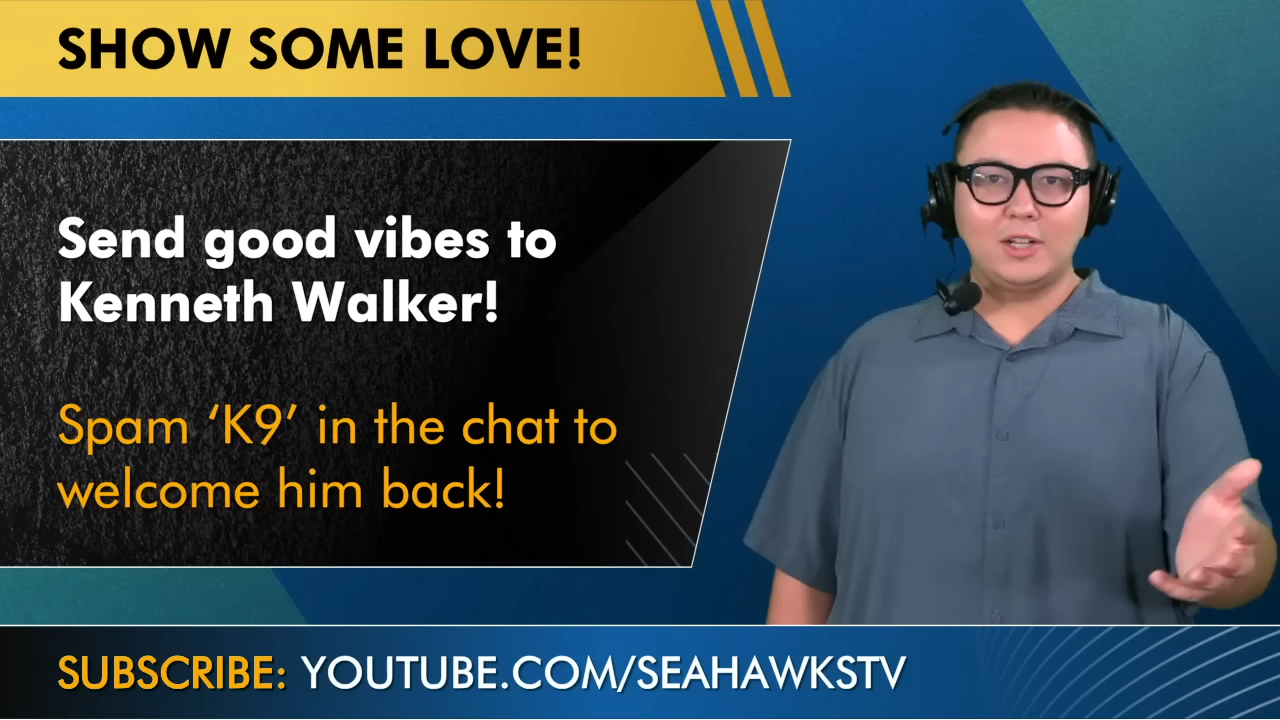 SHOW SOME LOVE!
Send good vibes to
Kenneth Walker!
Spam ‘K9’ in the chat to
welcome him back!
SUBSCRIBE: YOUTUBE.COM/SEAHAWKSTV